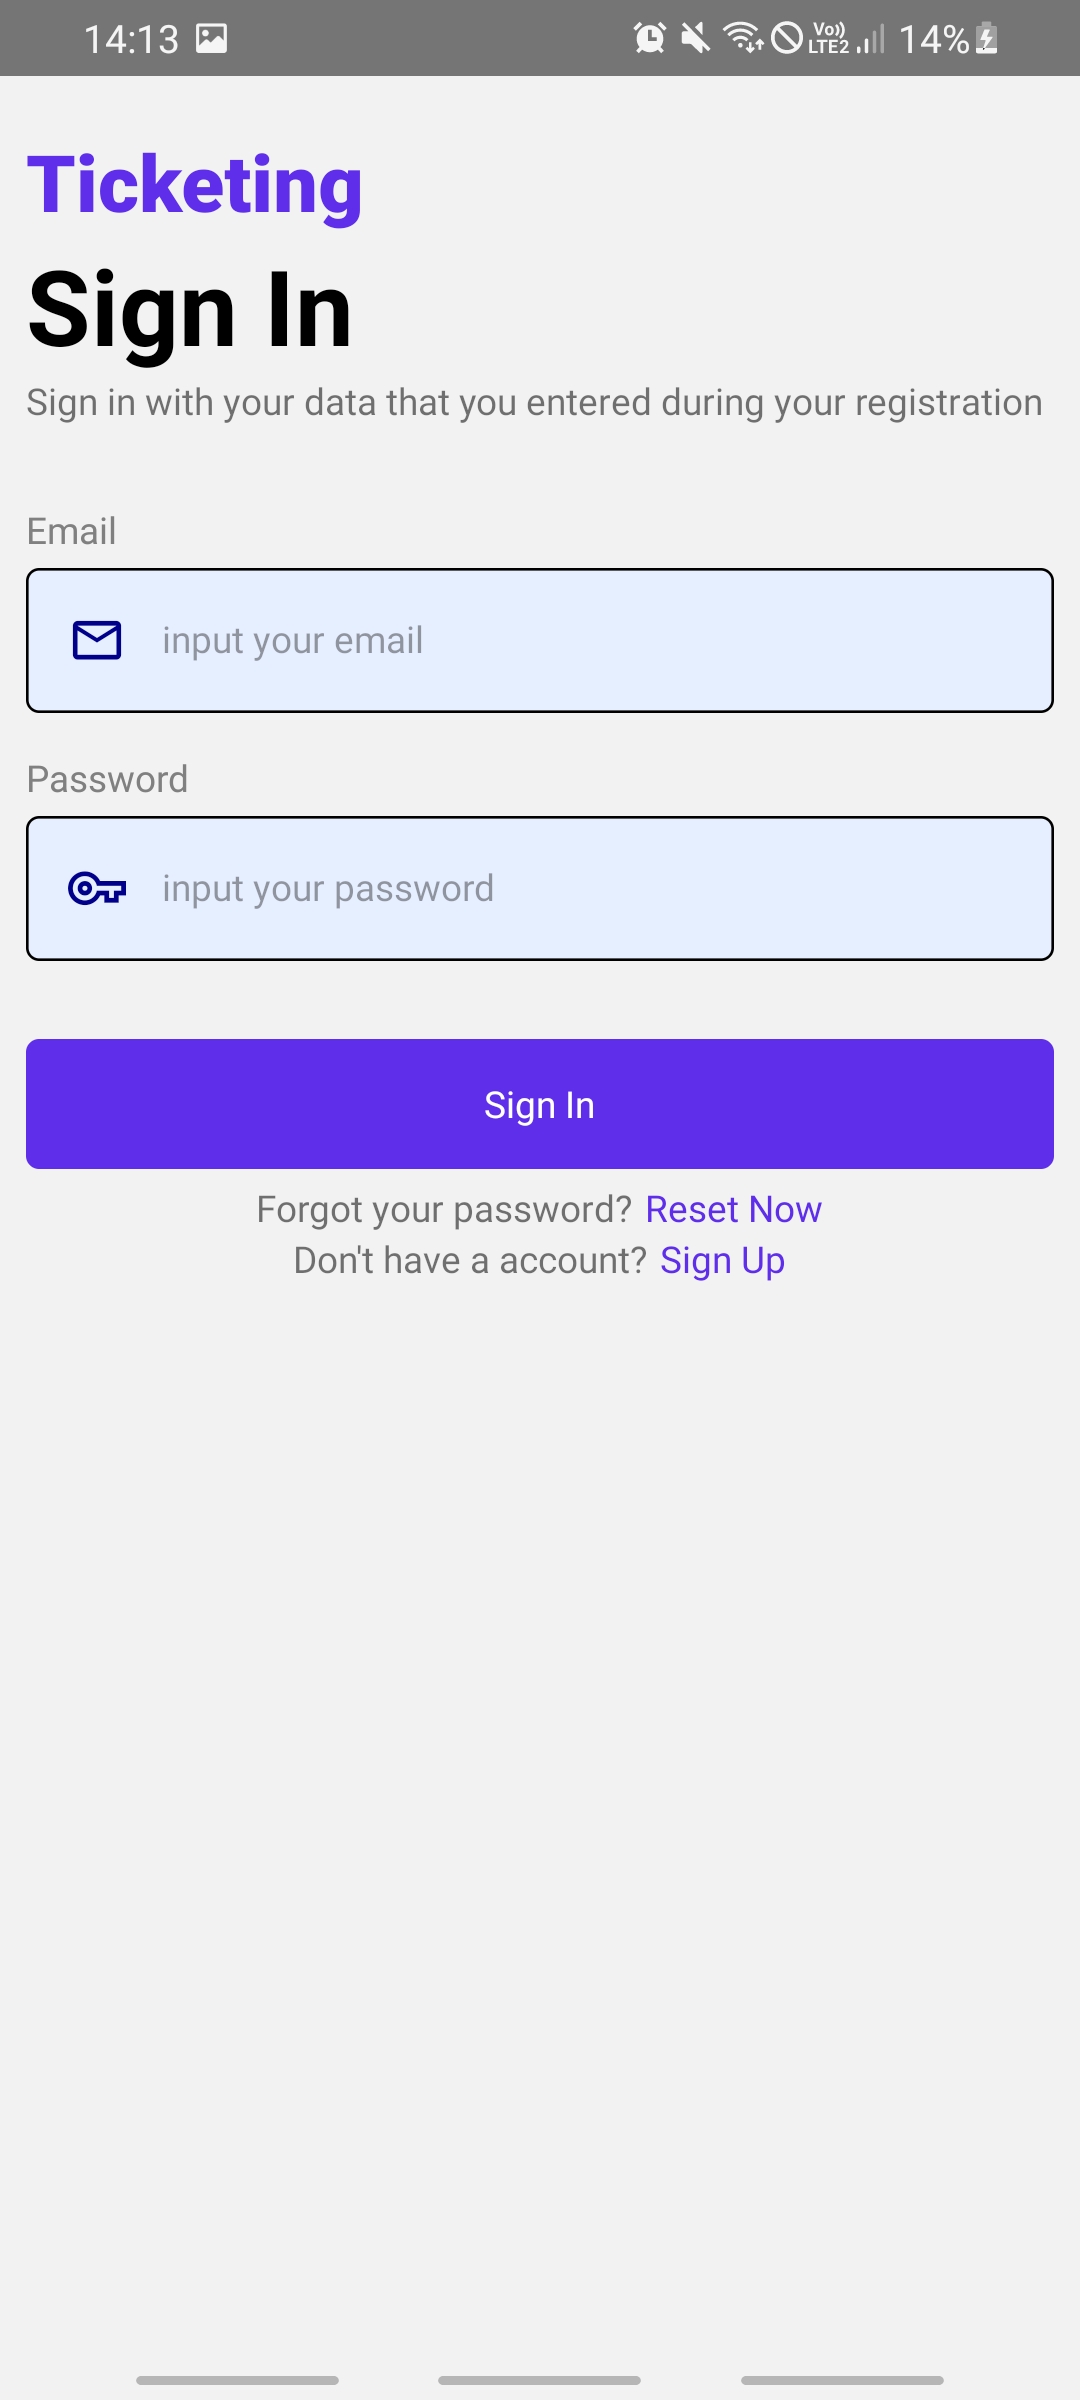 14:13 Vo)) LTE2 14%
Ticketing
Sign In
Sign in with your data that you entered during your registration
Email
input your email
Password
input your password
Sign In
Forgot your password? Reset Now
Don't have a account? Sign Up